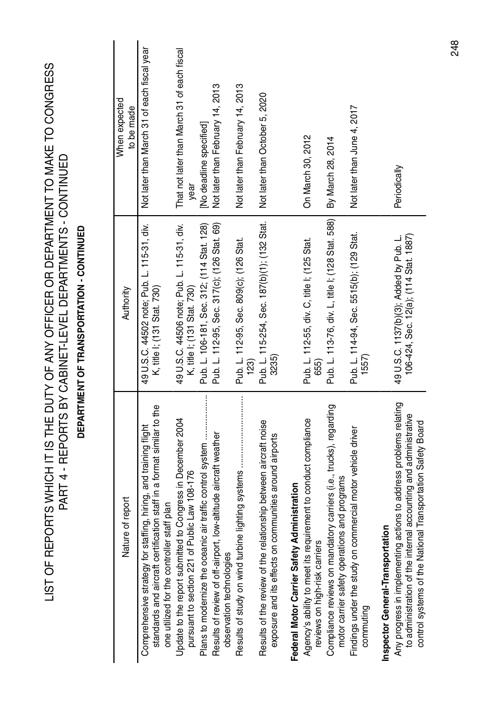 LIST OF REPORTS WHICH IT IS THE DUTY OF ANY OFFICER OR DEPARTMENT TO MAKE TO CONGRESS
PART 4 - REPORTS BY CABINET-LEVEL DEPARTMENTS - CONTINUED
DEPARTMENT OF TRANSPORTATION - CONTINUED
Nature of report
Authority
When expected
to be made
Comprehensive strategy for staffing, hiring, and training flight
standards and aircraft certification staff in a format similar to the
one utilized for the controller staff plan
49 U.S.C. 44502 note; Pub. L. 115-31, div.
K, title I; (131 Stat. 730)
Not later than March 31 of each fiscal year
Update to the report submitted to Congress in December 2004
pursuant to section 221 of Public Law 108-176
49 U.S.C. 44506 note; Pub. L. 115-31, div.
K, title I; (131 Stat. 730)
That not later than March 31 of each fiscal
year
Plans to modernize the oceanic air traffic control system ....................
Pub. L. 106-181, Sec. 312; (114 Stat. 128)
[No deadline specified]
Results of review of off-airport, low-altitude aircraft weather
observation technologies
Pub. L. 112-95, Sec. 317(c); (126 Stat. 69)
Not later than February 14, 2013
Results of study on wind turbine lighting systems ............................
Pub. L. 112-95, Sec. 809(c); (126 Stat.
123)
Not later than February 14, 2013
Results of the review of the relationship between aircraft noise
exposure and its effects on communities around airports
Pub. L. 115-254, Sec. 187(b)(1); (132 Stat.
3235)
Not later than October 5, 2020
Federal Motor Carrier Safety Administration
Agency's ability to meet its requirement to conduct compliance
reviews on high-risk carriers
Pub. L. 112-55, div. C, title I; (125 Stat.
655)
On March 30, 2012
Compliance reviews on mandatory carriers (i.e., trucks), regarding
motor carrier safety operations and programs
Pub. L. 113-76, div. L, title I; (128 Stat. 588)
By March 28, 2014
Findings under the study on commercial motor vehicle driver
commuting
Pub. L. 114-94, Sec. 5515(b); (129 Stat.
1557)
Not later than June 4, 2017
Inspector General-Transportation
Any progress in implementing actions to address problems relating
to administration of the internal accounting and administrative
control systems of the National Transportation Safety Board
49 U.S.C. 1137(b)(3); Added by Pub. L.
106-424, Sec. 12(a); (114 Stat. 1887)
Periodically
248